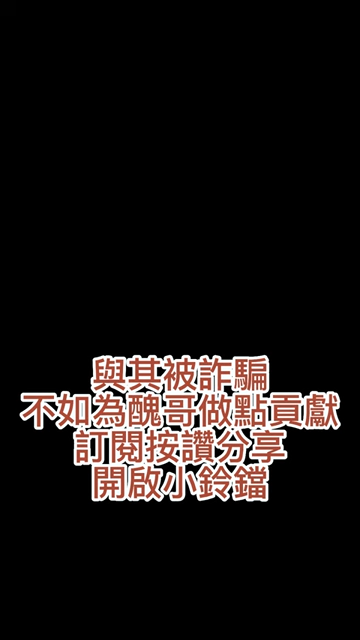 與其被詐騙
不如為醜哥做點貢獻
訂閱按讚分享
開啟小鈴鐺